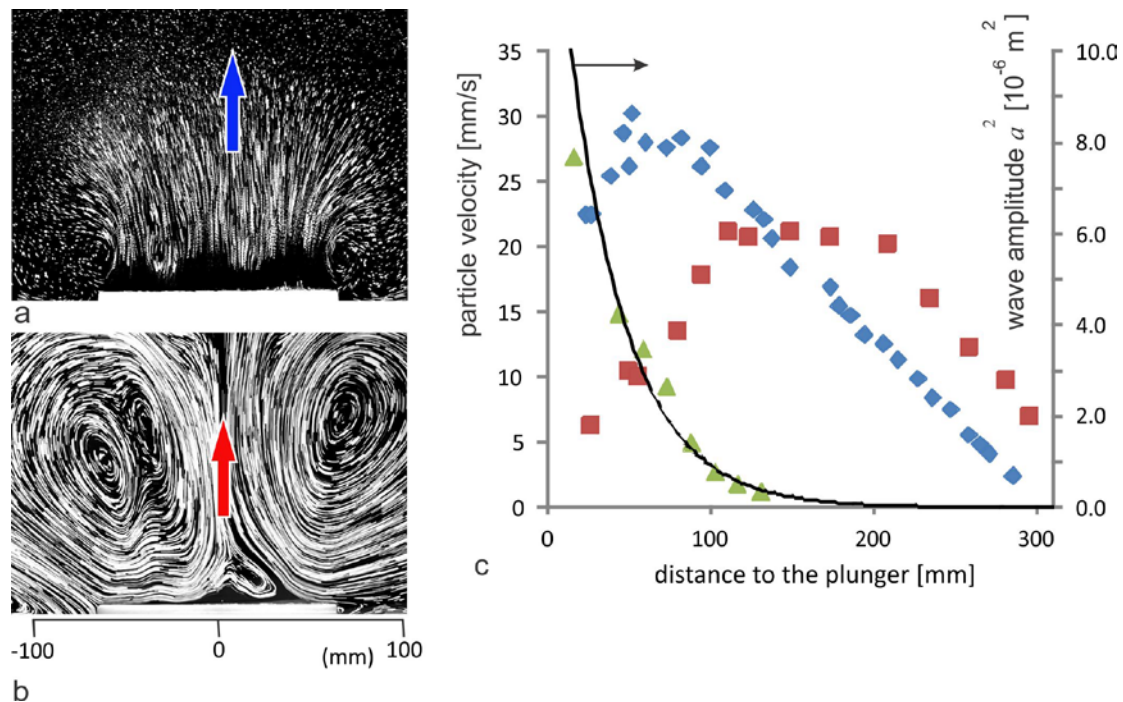 a
-100 0 (mm) 100
b
35
30
25
20
15
10
5
0
particle velocity [mm/s]
0 100 200 300
distance to the plunger [mm]
10.0
8.0
6.0
4.0
2.0
0.0
wave amplitude a² [10⁻⁶ m²]
c